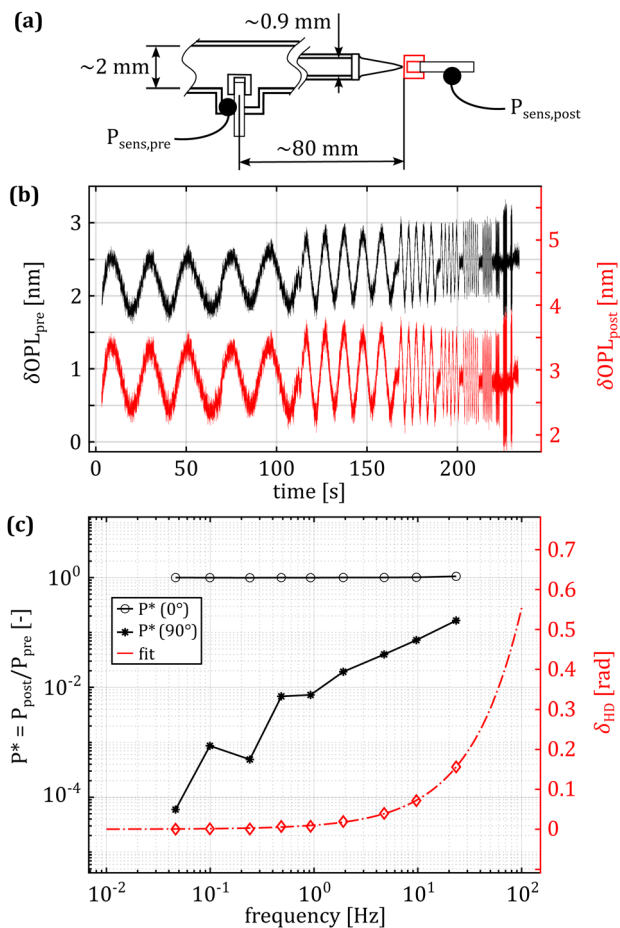 (a)
~0.9 mm
~2 mm
P_sens,pre
P_sens,post
~80 mm
(b)
3
2
1
0
δOPL_pre [nm]
5
4
3
2
δOPL_post [nm]
0 50 100 150 200
time [s]
(c)
10^0
10^-2
10^-4
P* = P_post/P_pre [-]
P* (0°)
P* (90°)
fit
0.7
0.6
0.5
0.4
0.3
0.2
0.1
0
δ_HD [rad]
10^-2 10^-1 10^0 10^1 10^2
frequency [Hz]